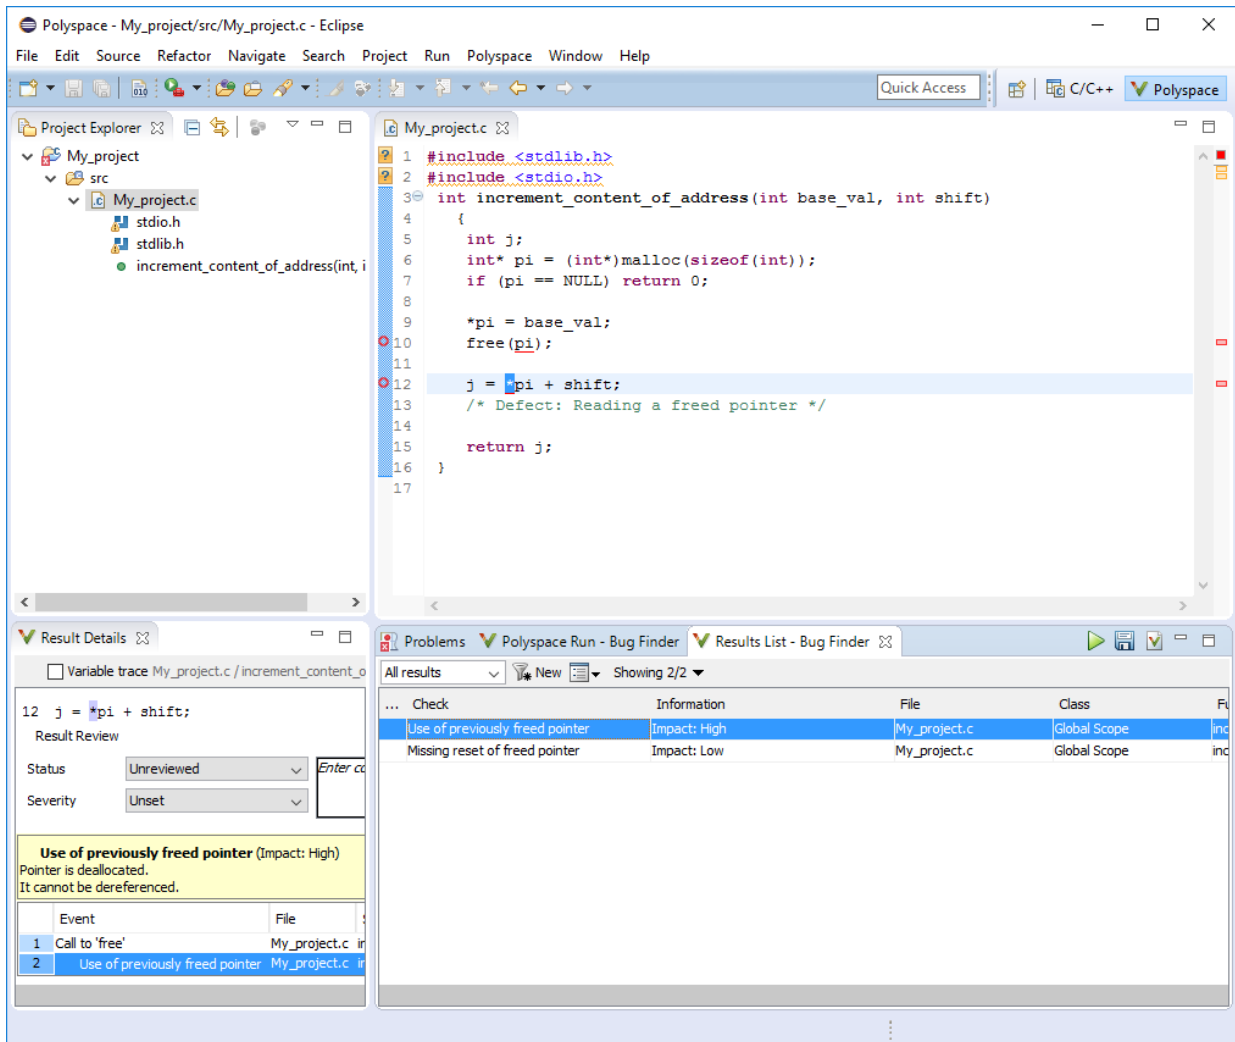 Polyspace - My_project/src/My_project.c - Eclipse
File Edit Source Refactor Navigate Search Project Run Polyspace Window Help
010 Quick Access C/C++ Polyspace
Project Explorer
My_project
src
.c My_project.c
stdio.h
stdlib.h
increment_content_of_address(int, i
.c My_project.c
? 1 #include <stdlib.h>
? 2 #include <stdio.h>
3 int increment_content_of_address(int base_val, int shift)
4 {
5 int j;
6 int* pi = (int*)malloc(sizeof(int));
7 if (pi == NULL) return 0;
8
9 *pi = base_val;
10 free(pi);
11
12 j = *pi + shift;
13 /* Defect: Reading a freed pointer */
14
15 return j;
16 }
17
Result Details
Variable trace My_project.c / increment_content_o
12 j = *pi + shift;
Result Review
Status Unreviewed Enter co
Severity Unset
Use of previously freed pointer (Impact: High)
Pointer is deallocated.
It cannot be dereferenced.
Event File
1 Call to 'free' My_project.c in
2 Use of previously freed pointer My_project.c in
Problems Polyspace Run - Bug Finder Results List - Bug Finder
All results New Showing 2/2
... Check Information File Class Fu
Use of previously freed pointer Impact: High My_project.c Global Scope inc
Missing reset of freed pointer Impact: Low My_project.c Global Scope inc